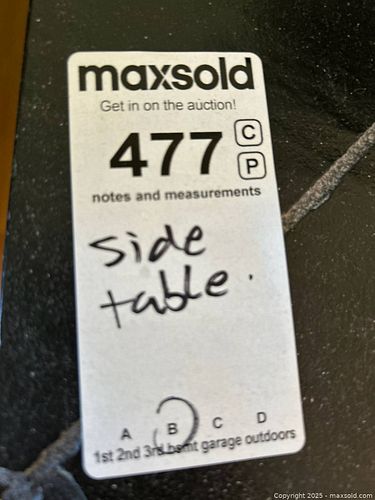 maxsold
Get in on the auction!
477
C
P
notes and measurements
side
table.
A B C D
1st 2nd 3rd bsmt garage outdoors
Copyright 2025 - maxsold.com